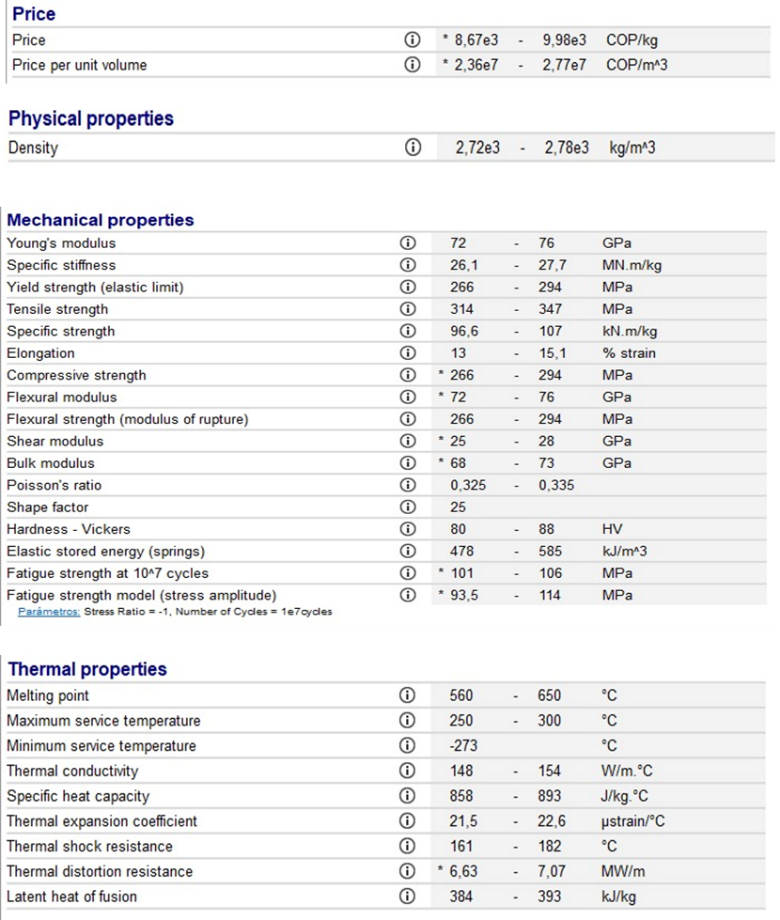 Price
Price * 8,67e3 - 9,98e3 COP/kg
Price per unit volume * 2,36e7 - 2,77e7 COP/m^3
Physical properties
Density 2,72e3 - 2,78e3 kg/m^3
Mechanical properties
Young's modulus 72 - 76 GPa
Specific stiffness 26,1 - 27,7 MN.m/kg
Yield strength (elastic limit) 266 - 294 MPa
Tensile strength 314 - 347 MPa
Specific strength 96,6 - 107 kN.m/kg
Elongation 13 - 15,1 % strain
Compressive strength * 266 - 294 MPa
Flexural modulus * 72 - 76 GPa
Flexural strength (modulus of rupture) 266 - 294 MPa
Shear modulus * 25 - 28 GPa
Bulk modulus * 68 - 73 GPa
Poisson's ratio 0,325 - 0,335
Shape factor 25
Hardness - Vickers 80 - 88 HV
Elastic stored energy (springs) 478 - 585 kJ/m^3
Fatigue strength at 10^7 cycles * 101 - 106 MPa
Fatigue strength model (stress amplitude) * 93,5 - 114 MPa
Parámetros: Stress Ratio = -1, Number of Cycles = 1e7cycles
Thermal properties
Melting point 560 - 650 °C
Maximum service temperature 250 - 300 °C
Minimum service temperature -273 °C
Thermal conductivity 148 - 154 W/m.°C
Specific heat capacity 858 - 893 J/kg.°C
Thermal expansion coefficient 21,5 - 22,6 µstrain/°C
Thermal shock resistance 161 - 182 °C
Thermal distortion resistance * 6,63 - 7,07 MW/m
Latent heat of fusion 384 - 393 kJ/kg